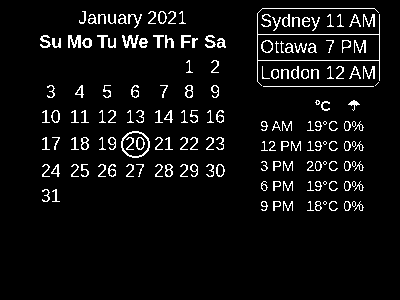 January 2021
Su Mo Tu We Th Fr Sa
1 2
3 4 5 6 7 8 9
10 11 12 13 14 15 16
17 18 19 20 21 22 23
24 25 26 27 28 29 30
31
Sydney 11 AM
Ottawa 7 PM
London 12 AM
°C ☂
9 AM 19°C 0%
12 PM 19°C 0%
3 PM 20°C 0%
6 PM 19°C 0%
9 PM 18°C 0%